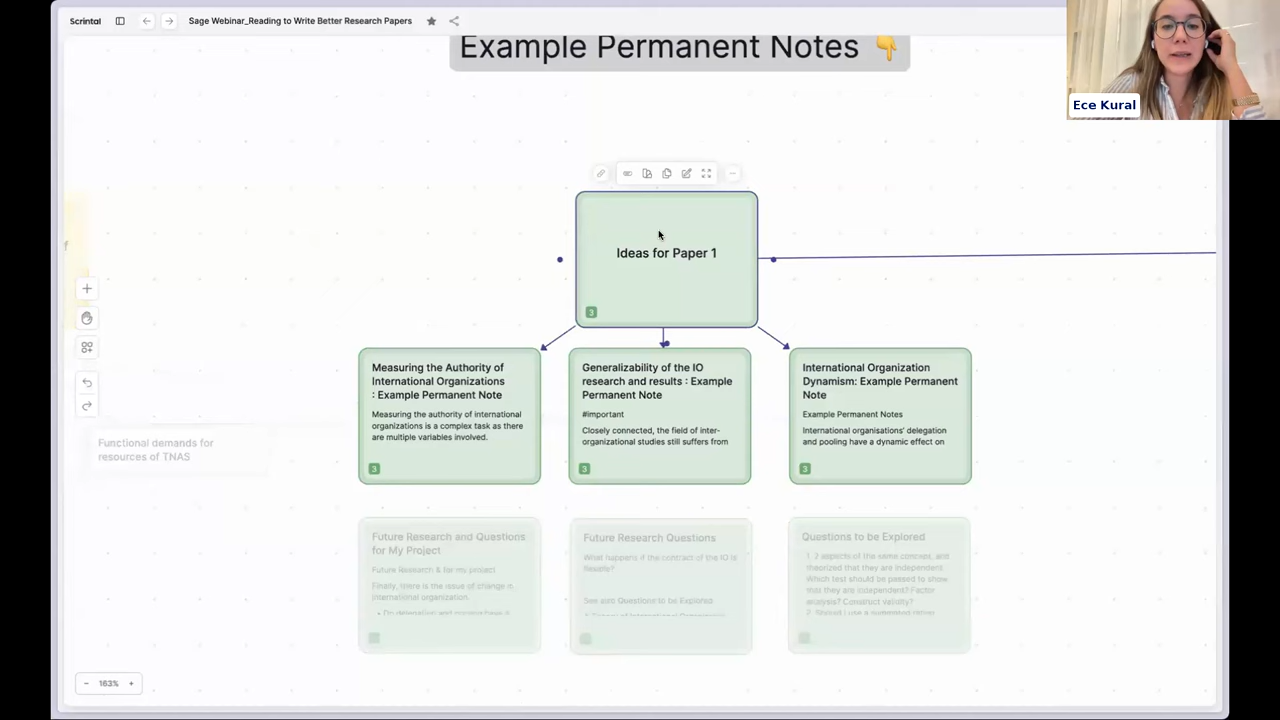 Scrintal
Sage Webinar_Reading to Write Better Research Papers
Example Permanent Notes 👇
Ece Kural
Ideas for Paper 1
3
f
Measuring the Authority of
International Organizations
: Example Permanent Note
Measuring the authority of international
organizations is a complex task as there
are multiple variables involved.
3
Generalizability of the IO
research and results : Example
Permanent Note
#important
Closely connected, the field of inter-
organizational studies still suffers from
3
International Organization
Dynamism: Example Permanent
Note
Example Permanent Notes
International organisations' delegation
and pooling have a dynamic effect on
3
Functional demands for
resources of TNAS
Future Research and Questions
for My Project
Future Research & for my project
Finally, there is the issue of change in
international organization.
Future Research Questions
What happens if the contract of the IO is
See also Questions to be Explored
Questions to be Explored
1. 2 aspects of the same concept, and
theorized that they are independent.
Which test should be passed to show
they are independent? Factor
analysis? Construct validity?
163%